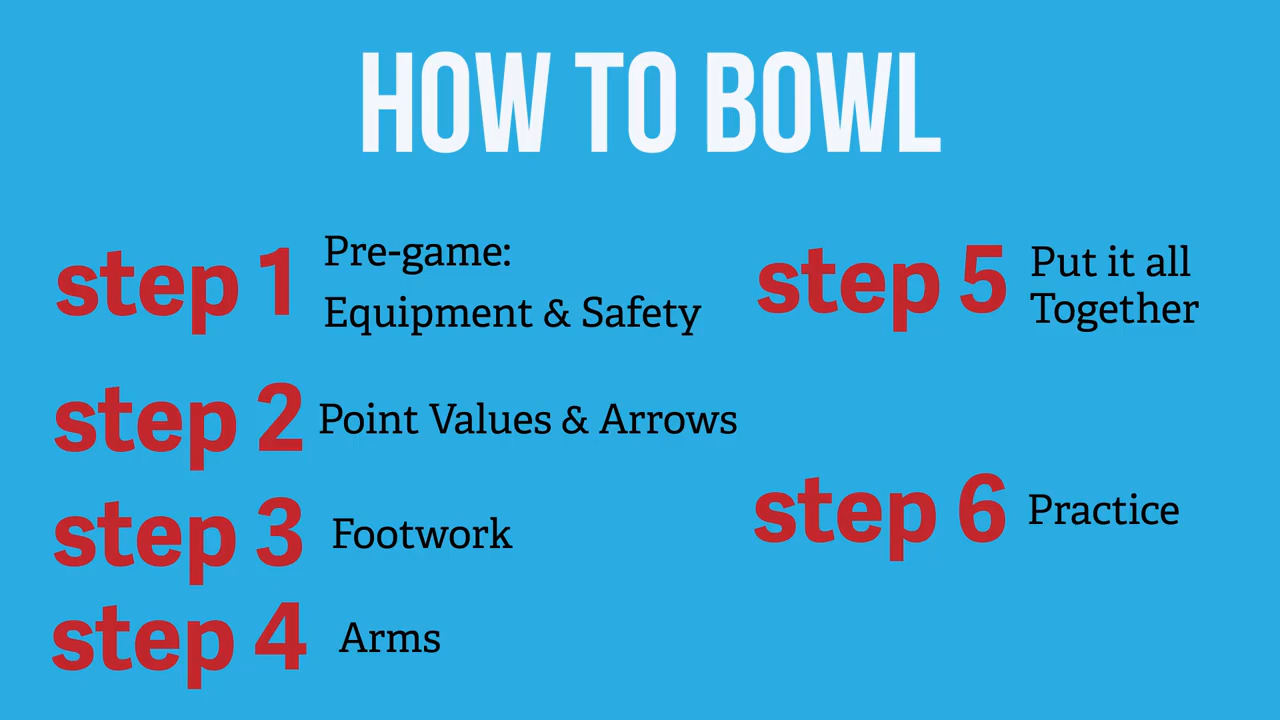 HOW TO BOWL
step 1 Pre-game:
Equipment & Safety
step 2 Point Values & Arrows
step 3 Footwork
step 4 Arms
step 5 Put it all
Together
step 6 Practice